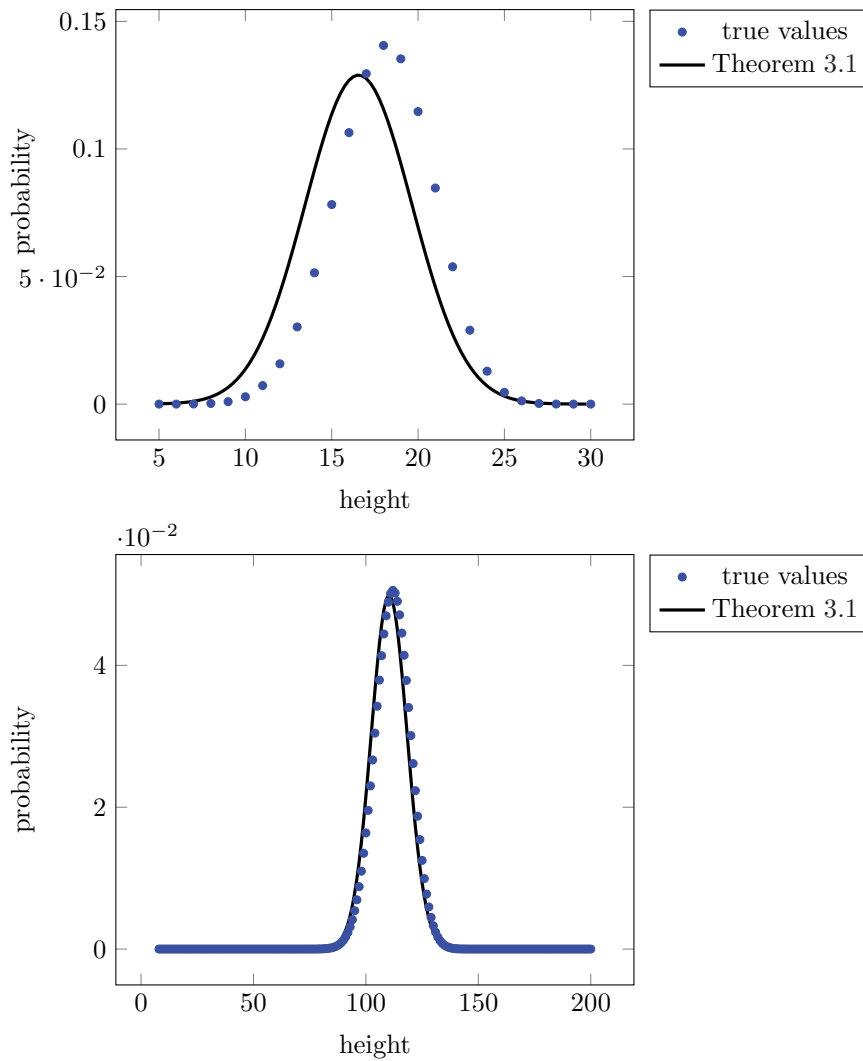 0.15
0.1
5 · 10⁻²
0
probability
5 10 15 20 25 30
height
true values
Theorem 3.1
·10⁻²
4
2
0
probability
0 50 100 150 200
height
true values
Theorem 3.1